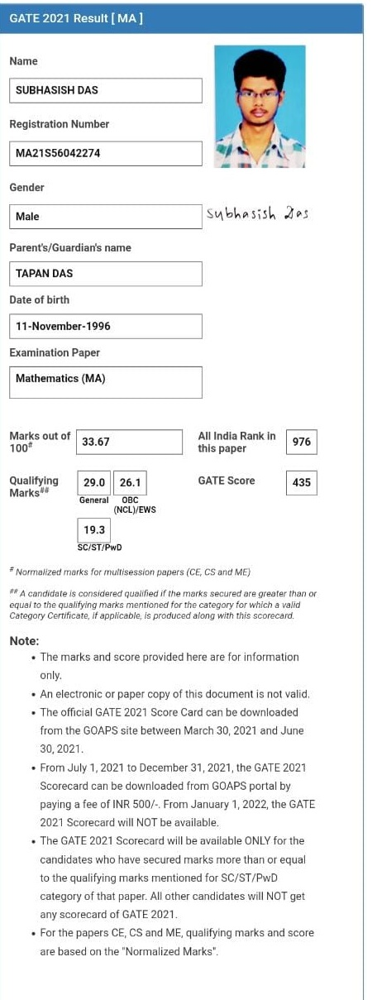 GATE 2021 Result [ MA ]
Name
SUBHASISH DAS
Registration Number
MA21S56042274
Gender
Male
Subhasish Das
Parent's/Guardian's name
TAPAN DAS
Date of birth
11-November-1996
Examination Paper
Mathematics (MA)
Marks out of 100#
33.67
All India Rank in this paper
976
Qualifying Marks##
29.0
General
26.1
OBC (NCL)/EWS
19.3
SC/ST/PwD
GATE Score
435
# Normalized marks for multisession papers (CE, CS and ME)
## A candidate is considered qualified if the marks secured are greater than or
equal to the qualifying marks mentioned for the category for which a valid
Category Certificate, if applicable, is produced along with this scorecard.
Note:
• The marks and score provided here are for information
only.
• An electronic or paper copy of this document is not valid.
• The official GATE 2021 Score Card can be downloaded
from the GOAPS site between March 30, 2021 and June
30, 2021.
• From July 1, 2021 to December 31, 2021, the GATE 2021
Scorecard can be downloaded from GOAPS portal by
paying a fee of INR 500/-. From January 1, 2022, the GATE
2021 Scorecard will NOT be available.
• The GATE 2021 Scorecard will be available ONLY for the
candidates who have secured marks more than or equal
to the qualifying marks mentioned for SC/ST/PwD
category of that paper. All other candidates will NOT get
any scorecard of GATE 2021.
• For the papers CE, CS and ME, qualifying marks and score
are based on the "Normalized Marks".